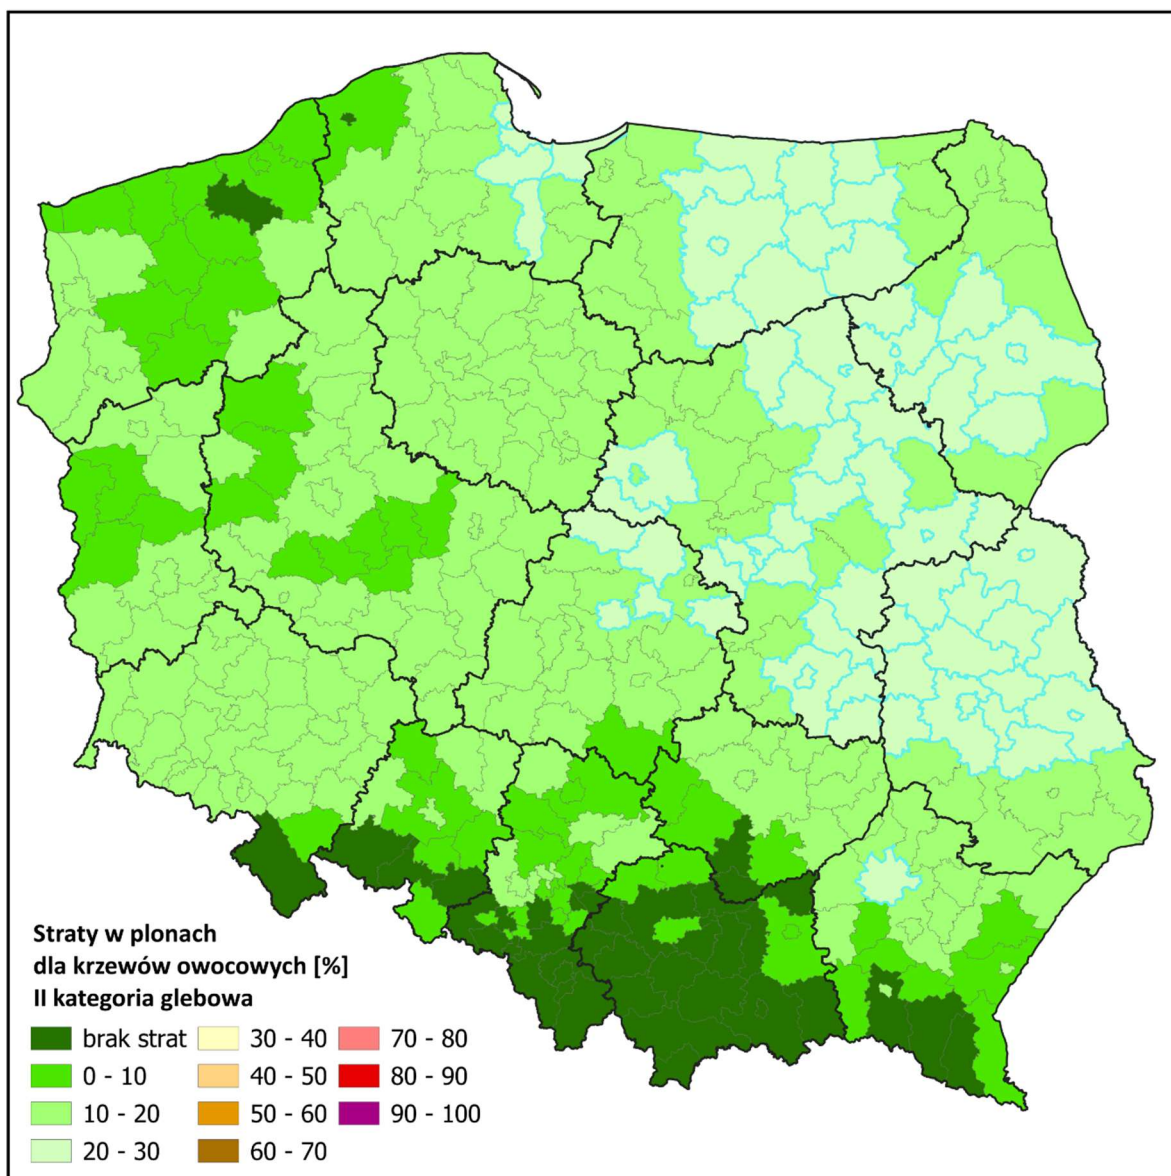 Straty w plonach
dla krzewów owocowych [%]
II kategoria glebowa
brak strat
0 - 10
10 - 20
20 - 30
30 - 40
40 - 50
50 - 60
60 - 70
70 - 80
80 - 90
90 - 100